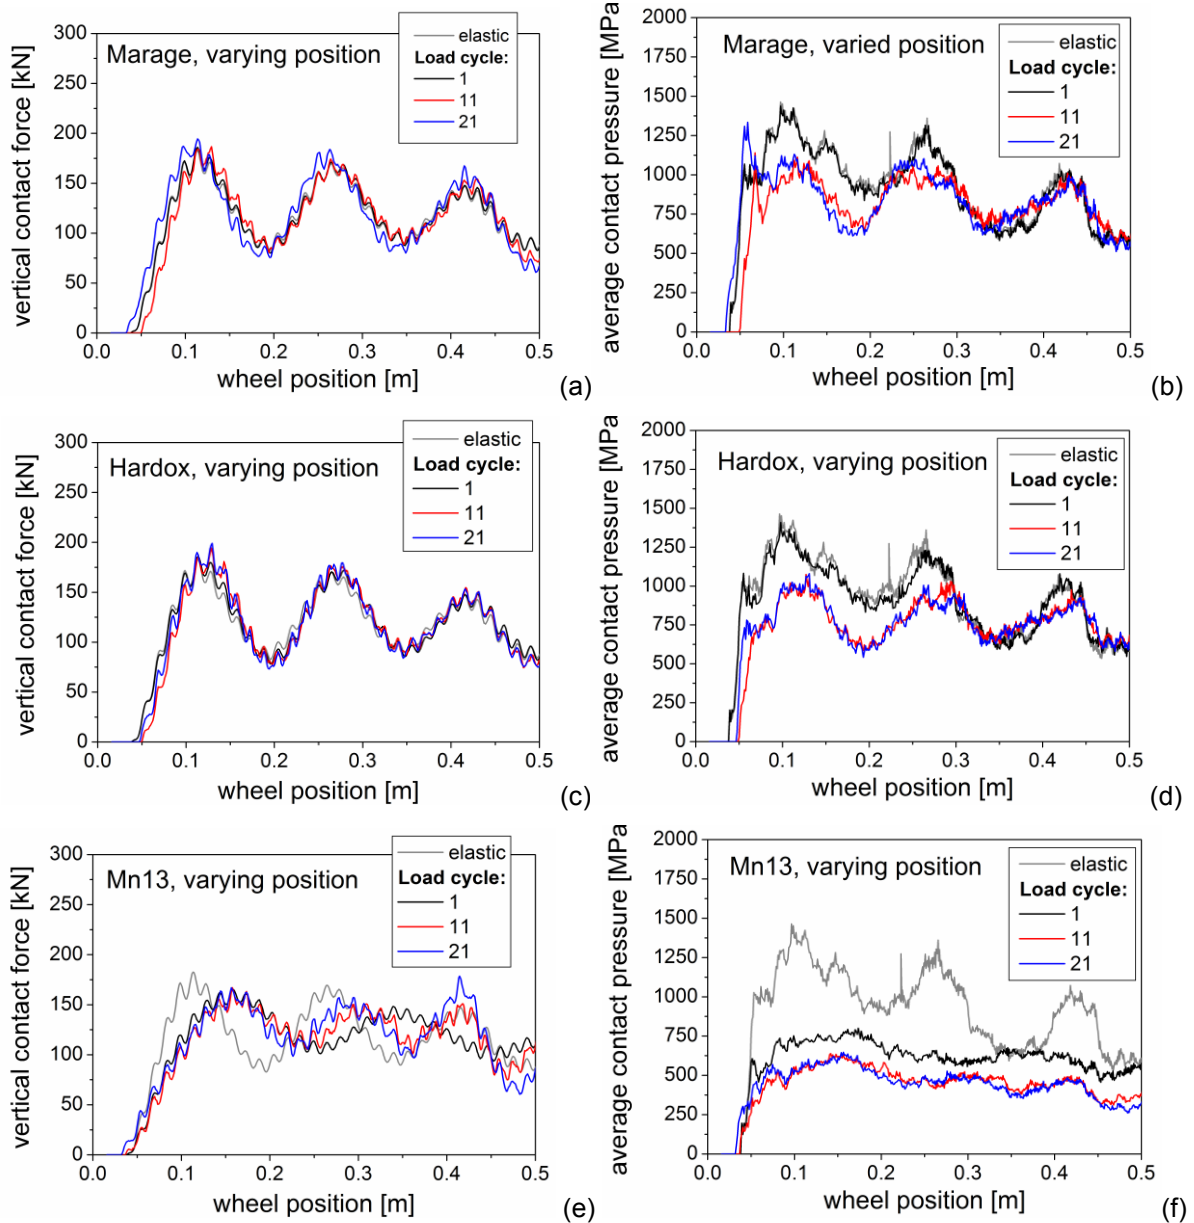 vertical contact force [kN]
300
250
200
150
100
50
0
Marage, varying position
elastic
Load cycle:
1
11
21
0.0 0.1 0.2 0.3 0.4 0.5
wheel position [m]
(a)
average contact pressure [MPa]
2000
1750
1500
1250
1000
750
500
250
0
Marage, varied position
elastic
Load cycle:
1
11
21
0.0 0.1 0.2 0.3 0.4 0.5
wheel position [m]
(b)
vertical contact force [kN]
300
250
200
150
100
50
0
Hardox, varying position
elastic
Load cycle:
1
11
21
0.0 0.1 0.2 0.3 0.4 0.5
wheel position [m]
(c)
average contact pressure [MPa]
2000
1750
1500
1250
1000
750
500
250
0
Hardox, varying position
elastic
Load cycle:
1
11
21
0.0 0.1 0.2 0.3 0.4 0.5
wheel position [m]
(d)
vertical contact force [kN]
300
250
200
150
100
50
0
Mn13, varying position
elastic
Load cycle:
1
11
21
0.0 0.1 0.2 0.3 0.4 0.5
wheel position [m]
(e)
average contact pressure [MPa]
2000
1750
1500
1250
1000
750
500
250
0
Mn13, varying position
elastic
Load cycle:
1
11
21
0.0 0.1 0.2 0.3 0.4 0.5
wheel position [m]
(f)